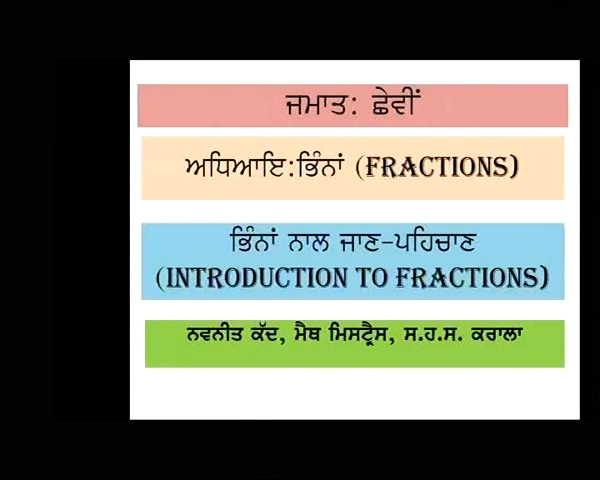 ਜਮਾਤ: ਛੇਵੀਂ
ਅਧਿਆਇ:ਭਿੰਨਾਂ (FRACTIONS)
ਭਿੰਨਾਂ ਨਾਲ ਜਾਣ-ਪਹਿਚਾਣ
(INTRODUCTION TO FRACTIONS)
ਨਵਨੀਤ ਕੱਦ, ਮੈਥ ਮਿਸਟ੍ਰੈਸ, ਸ.ਹ.ਸ. ਕਰਾਲਾ